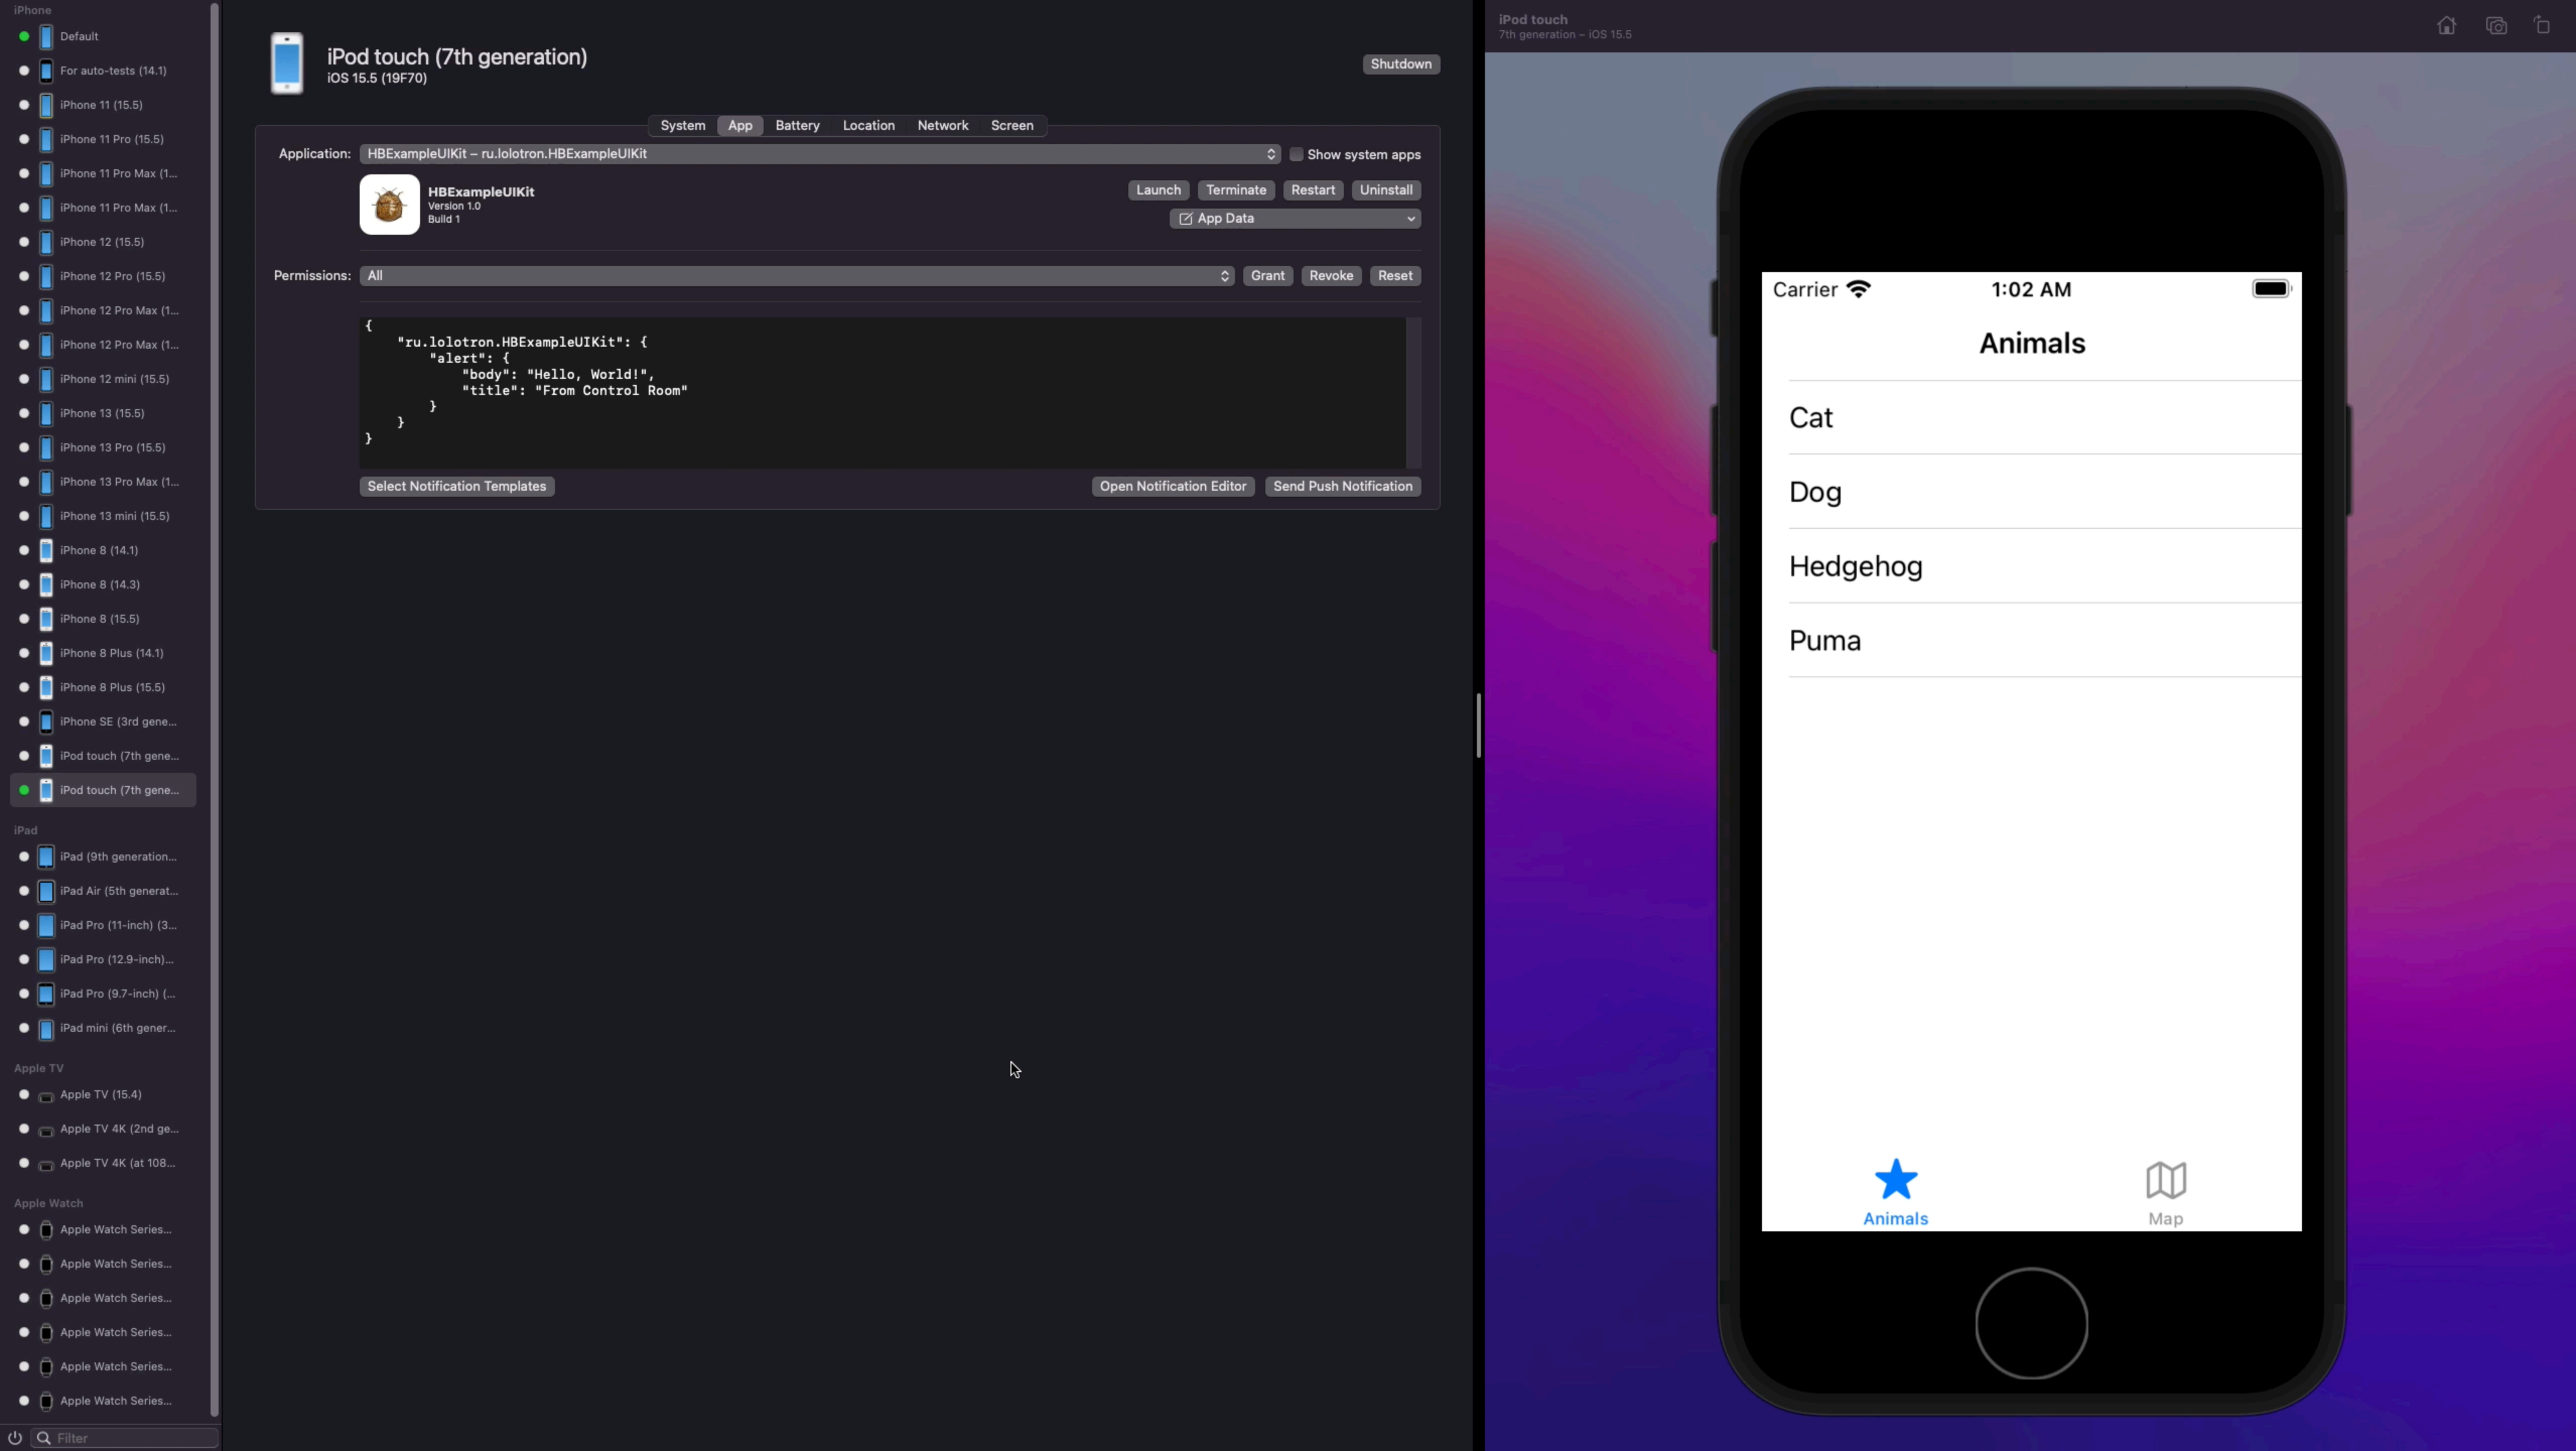 iPhone
Default
For auto-tests (14.1)
iPhone 11 (15.5)
iPhone 11 Pro (15.5)
iPhone 11 Pro Max (1...
iPhone 11 Pro Max (1...
iPhone 12 (15.5)
iPhone 12 Pro (15.5)
iPhone 12 Pro Max (1...
iPhone 12 Pro Max (1...
iPhone 12 mini (15.5)
iPhone 13 (15.5)
iPhone 13 Pro (15.5)
iPhone 13 Pro Max (1...
iPhone 13 mini (15.5)
iPhone 8 (14.1)
iPhone 8 (14.3)
iPhone 8 (15.5)
iPhone 8 Plus (14.1)
iPhone 8 Plus (15.5)
iPhone SE (3rd gene...
iPod touch (7th gene...
iPod touch (7th gene...
iPad
iPad (9th generation...
iPad Air (5th generat...
iPad Pro (11-inch) (3...
iPad Pro (12.9-inch)...
iPad Pro (9.7-inch) (...
iPad mini (6th gener...
Apple TV
Apple TV (15.4)
Apple TV 4K (2nd ge...
Apple TV 4K (at 108...
Apple Watch
Apple Watch Series...
Apple Watch Series...
Apple Watch Series...
Apple Watch Series...
Apple Watch Series...
Apple Watch Series...
Filter
iPod touch (7th generation)
iOS 15.5 (19F70)
Shutdown
System App Battery Location Network Screen
Application: HBExampleUIKit – ru.lolotron.HBExampleUIKit Show system apps
HBExampleUIKit
Version 1.0
Build 1
Launch Terminate Restart Uninstall
App Data
Permissions: All Grant Revoke Reset
{
"ru.lolotron.HBExampleUIKit": {
"alert": {
"body": "Hello, World!",
"title": "From Control Room"
}
}
}
Select Notification Templates Open Notification Editor Send Push Notification
iPod touch
7th generation – iOS 15.5
Carrier 1:02 AM
Animals
Cat
Dog
Hedgehog
Puma
Animals Map